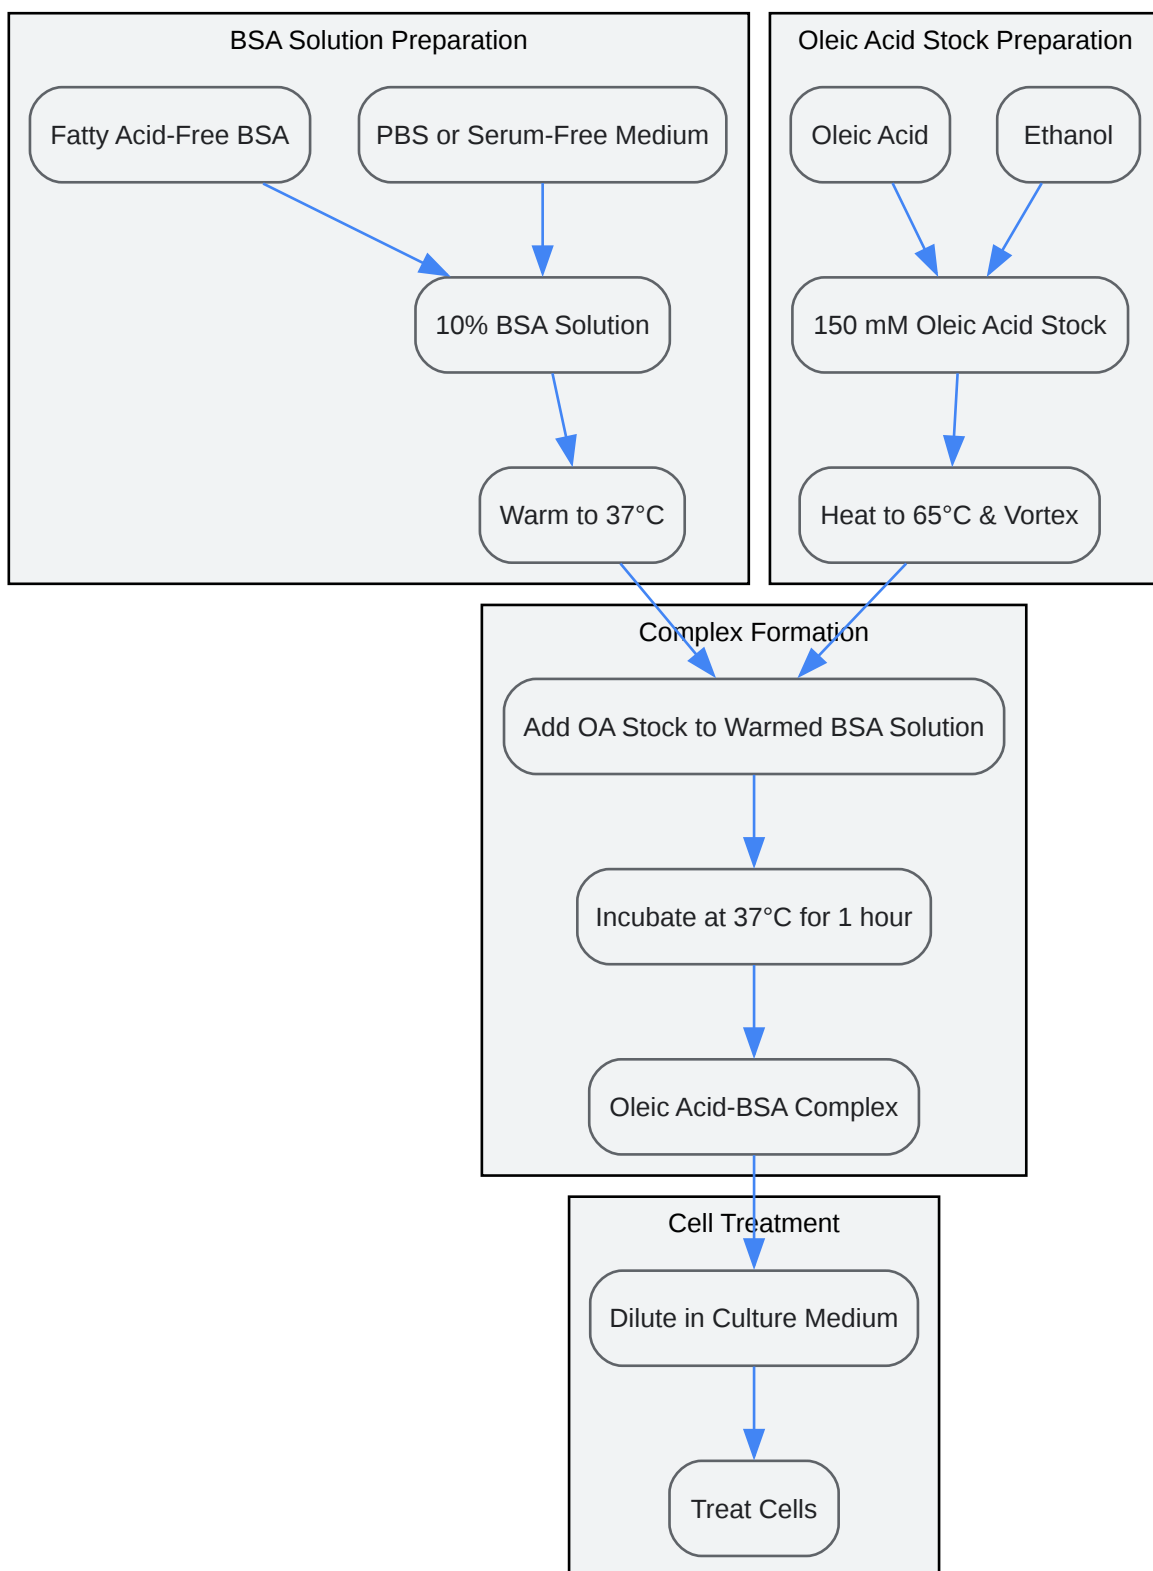 BSA Solution Preparation
Fatty Acid-Free BSA
PBS or Serum-Free Medium
10% BSA Solution
Warm to 37°C
Oleic Acid Stock Preparation
Oleic Acid
Ethanol
150 mM Oleic Acid Stock
Heat to 65°C & Vortex
Complex Formation
Add OA Stock to Warmed BSA Solution
Incubate at 37°C for 1 hour
Oleic Acid-BSA Complex
Cell Treatment
Dilute in Culture Medium
Treat Cells